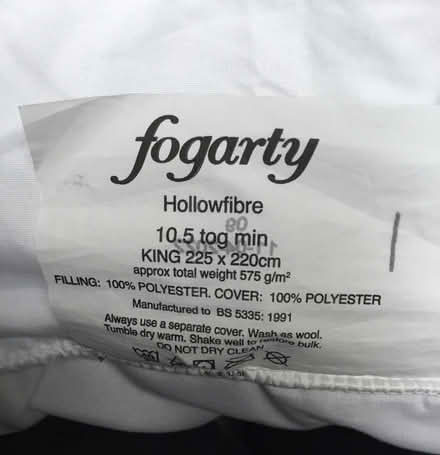 fogarty
Hollowfibre
10.5 tog min
KING 225 x 220cm
approx total weight 575 g/m²
FILLING: 100% POLYESTER. COVER: 100% POLYESTER
Manufactured to BS 5335: 1991
Always use a separate cover. Wash as wool.
Tumble dry warm. Shake well to restore bulk.
DO NOT DRY CLEAN